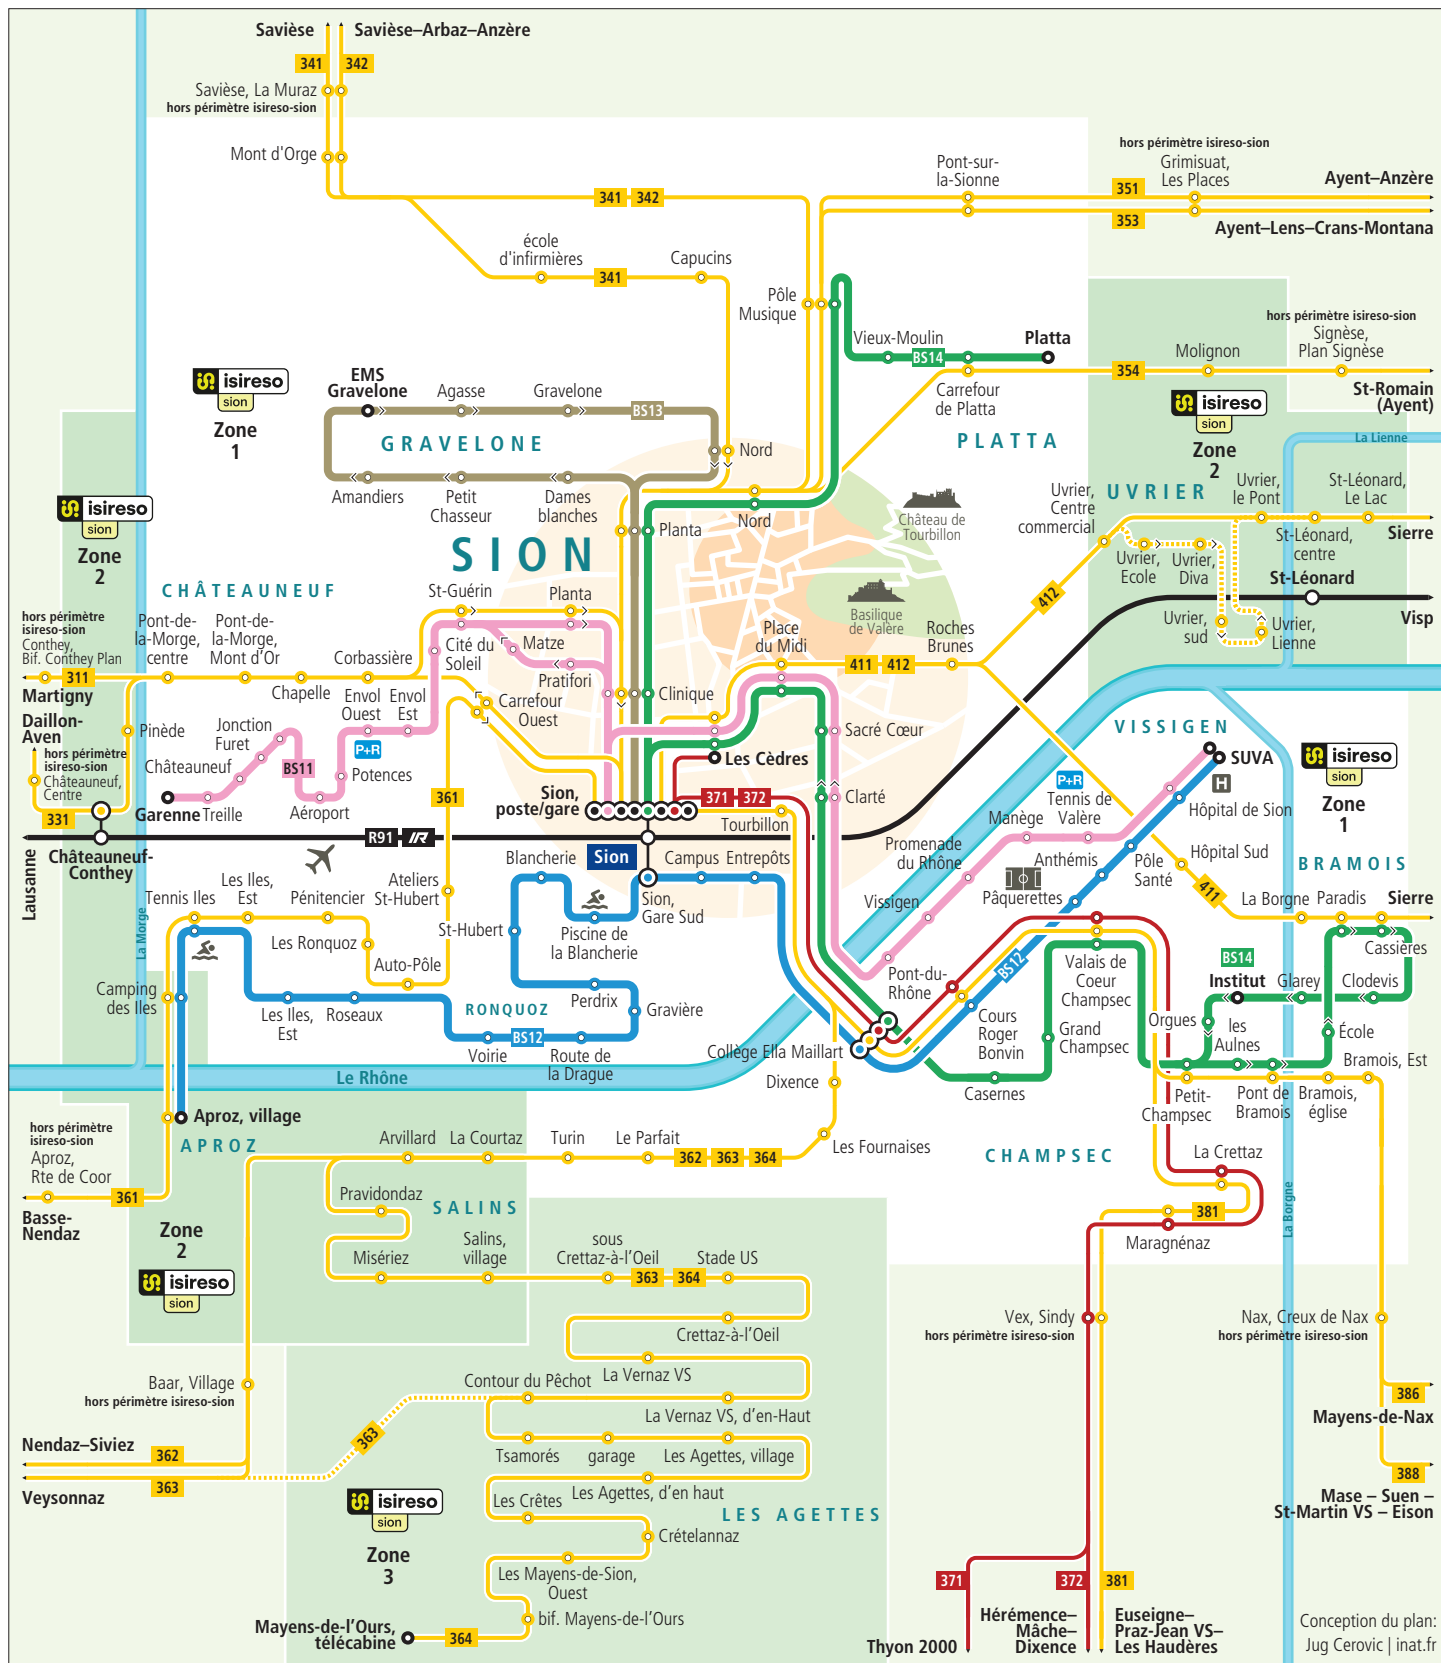 Savièse
Savièse–Arbaz–Anzère
341
342
Savièse, La Muraz
hors périmètre isireso-sion
Mont d'Orge
341
342
Pont-sur-
la-Sionne
hors périmètre isireso-sion
Grimisuat,
Les Places
351
Ayent–Anzère
353
Ayent–Lens–Crans-Montana
école
d'infirmières
341
Capucins
Pôle
Musique
Vieux-Moulin
BS14
Platta
hors périmètre isireso-sion
Signèse,
Plan Signèse
Molignon
354
St-Romain
(Ayent)
Carrefour
de Platta
isireso
sion
Zone
1
EMS
Gravelone
Agasse
Gravelone
BS13
GRAVELONE
Nord
PLATTA
isireso
sion
Zone
2
La Lienne
Amandiers
Petit
Chasseur
Dames
blanches
Planta
Nord
Château de
Tourbillon
Uvrier,
Centre
commercial
UVRIER
Uvrier,
le Pont
St-Léonard,
Le Lac
St-Léonard,
centre
Sierre
Uvrier,
Ecole
Uvrier,
Diva
St-Léonard
Visp
Uvrier,
sud
Uvrier,
Lienne
isireso
sion
Zone
2
SION
CHÂTEAUNEUF
St-Guérin
Planta
Basilique
de Valère
412
hors périmètre
isireso-sion
Conthey,
Bif. Conthey Plan
311
Martigny
Pont-de-
la-Morge,
centre
Pont-de-
la-Morge,
Mont d'Or
Chapelle
Corbassière
Cité du
Soleil
Matze
Pratifori
Place
du Midi
411
412
Roches
Brunes
Daillon-
Aven
hors périmètre
isireso-sion
Châteauneuf,
Centre
331
Pinède
Jonction
Furet
Châteauneuf
BS11
Envol
Ouest
Envol
Est
P+R
Potences
Carrefour
Ouest
Clinique
Sacré Cœur
Les Cèdres
VISSIGEN
SUVA
isireso
sion
Zone
1
Garenne
Treille
Aéroport
361
Sion,
poste/gare
371
372
Tourbillon
Clarté
P+R
Tennis de
Valère
H
Hôpital de Sion
Manège
Lausanne
Châteauneuf-
Conthey
R91
IR
Blancherie
Sion
Campus
Entrepôts
Promenade
du Rhône
Anthémis
Pôle
Santé
Hôpital Sud
BRAMOIS
La Morge
Tennis Iles
Les Iles,
Est
Pénitencier
Ateliers
St-Hubert
St-Hubert
Piscine de
la Blancherie
Sion,
Gare Sud
Vissigen
Pâquerettes
411
La Borgne
Paradis
Sierre
Les Ronquoz
Auto-Pôle
Camping
des Iles
Les Iles,
Est
Roseaux
RONQUOZ
Perdrix
Gravière
Voirie
BS12
Route de
la Drague
Pont-du-
Rhône
BS12
Valais de
Coeur
Champsec
BS14
Institut
Glarey
Clodevis
Cassières
Orgues
les
Aulnes
École
Bramois, Est
Cours
Roger
Bonvin
Grand
Champsec
Collège Ella Maillart
Dixence
Casernes
Petit-
Champsec
Pont de
Bramois
Bramois,
église
Le Rhône
Aproz, village
hors périmètre
isireso-sion
Aproz,
Rte de Coor
361
Basse-
Nendaz
APROZ
Arvillard
La Courtaz
Turin
Le Parfait
362
363
364
Les Fournaises
CHAMPSEC
La Crettaz
381
Maragnénaz
La Borgne
Zone
2
isireso
sion
Pravidondaz
SALINS
Misériez
Salins,
village
sous
Crettaz-à-l'Oeil
363
364
Stade US
Crettaz-à-l'Oeil
La Vernaz VS
Vex, Sindy
hors périmètre isireso-sion
Nax, Creux de Nax
hors périmètre isireso-sion
Baar, Village
hors périmètre isireso-sion
Contour du Pêchot
La Vernaz VS, d'en-Haut
386
Mayens-de-Nax
Nendaz–Siviez
362
363
Veysonnaz
363
Tsamorés
garage
Les Agettes, village
388
Mase – Suen –
St-Martin VS – Eison
isireso
sion
Zone
3
Les Agettes, d'en haut
Les Crêtes
LES AGETTES
Crételannaz
Les Mayens-de-Sion,
Ouest
bif. Mayens-de-l'Ours
Mayens-de-l'Ours,
télécabine
364
371
372
381
Thyon 2000
Hérémence–
Mâche–
Dixence
Euseigne–
Praz-Jean VS–
Les Haudères
Conception du plan:
Jug Cerovic | inat.fr